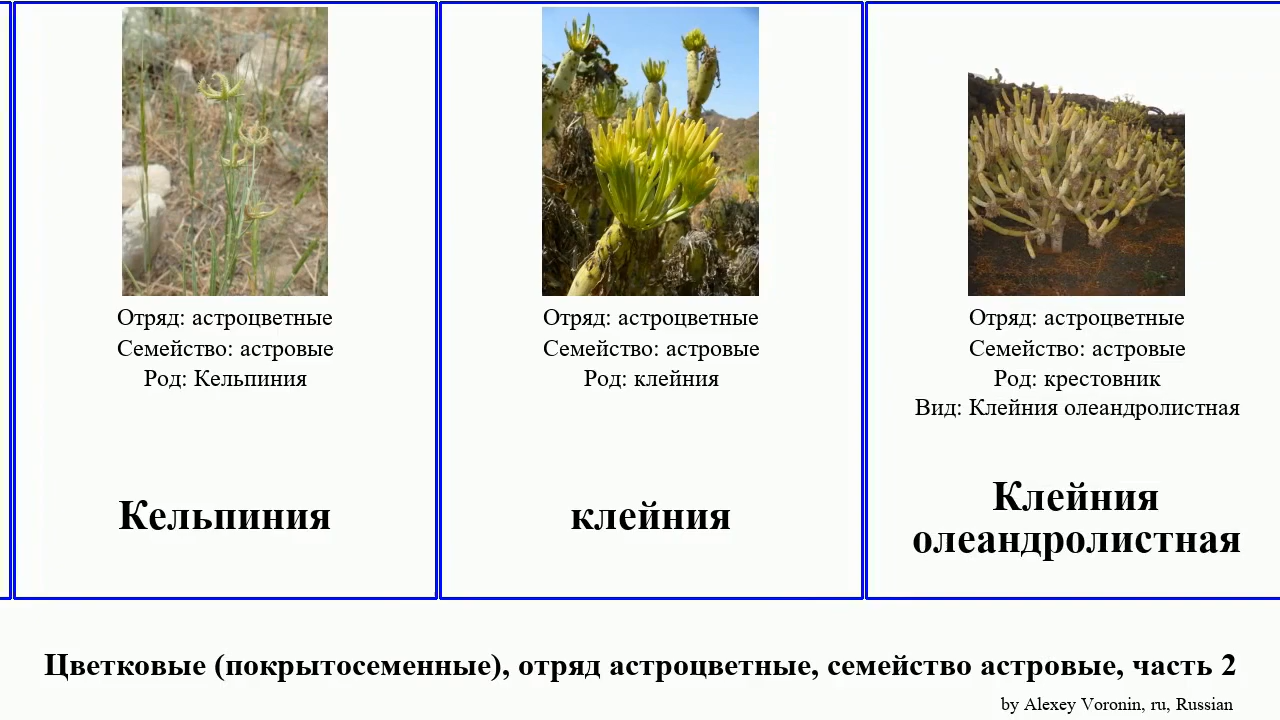 Отряд: астроцветные
Семейство: астровые
Род: Кельпиния
Кельпиния
Отряд: астроцветные
Семейство: астровые
Род: клейния
клейния
Отряд: астроцветные
Семейство: астровые
Род: крестовник
Вид: Клейния олеандролистная
Клейния
олеандролистная
Цветковые (покрытосеменные), отряд астроцветные, семейство астровые, часть 2
by Alexey Voronin, ru, Russian